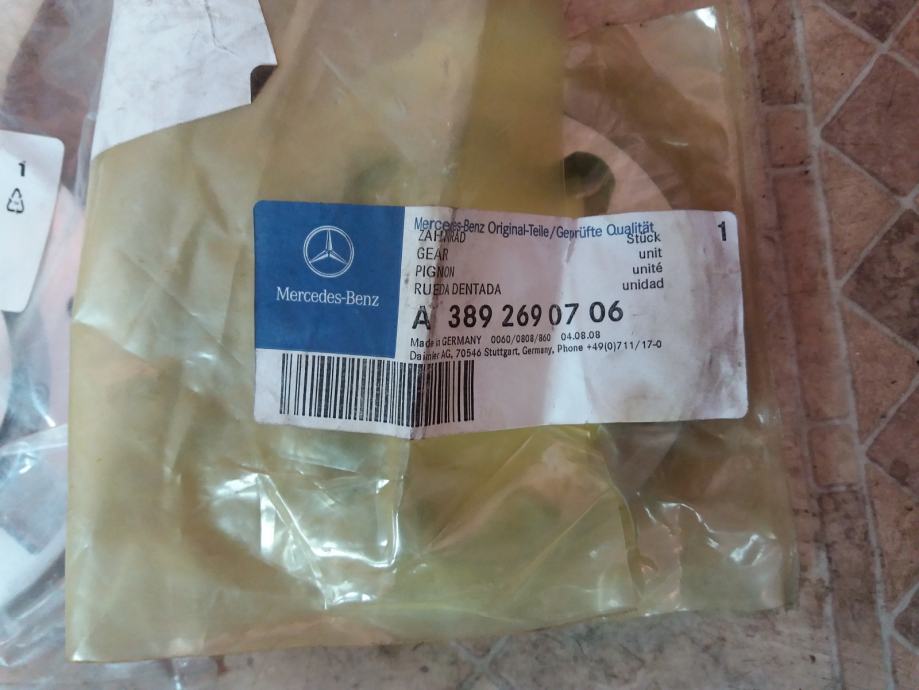 1
Mercedes-Benz Original-Teile/Geprüfte Qualität
1
ZAHNRAD Stück
GEAR unit
PIGNON unité
RUEDA DENTADA unidad
Mercedes-Benz
A 389 269 07 06
Made in GERMANY 0060/0808/860 04.08.08
Daimler AG, 70546 Stuttgart, Germany, Phone +49(0)711/17-0